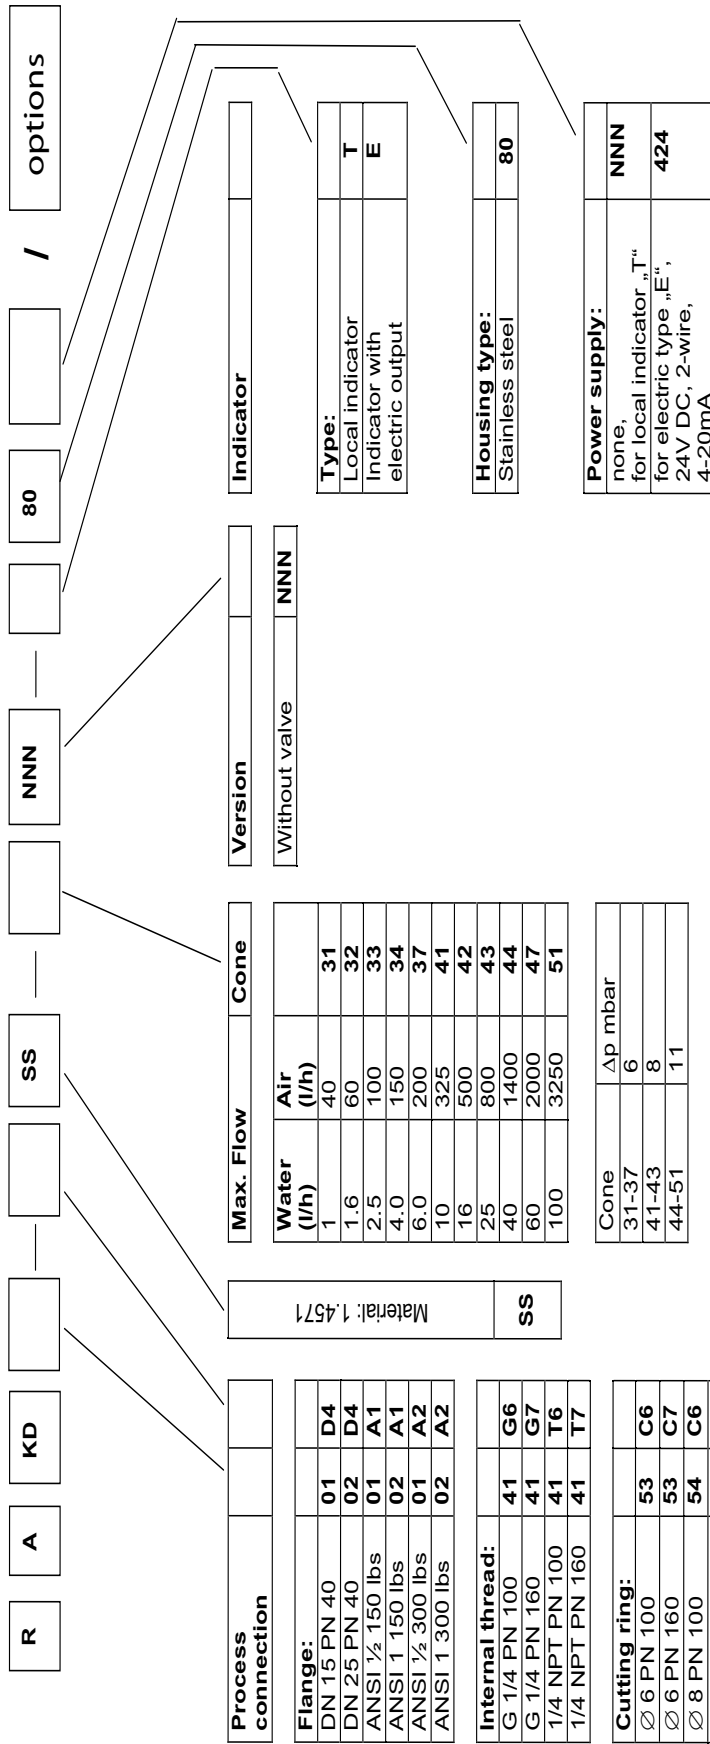 R A KD — SS — NNN — 80 / options
Process connection
Flange:
DN 15 PN 40 01 D4
DN 25 PN 40 02 D4
ANSI ½ 150 lbs 01 A1
ANSI 1 150 lbs 02 A1
ANSI ½ 300 lbs 01 A2
ANSI 1 300 lbs 02 A2
Internal thread:
G 1/4 PN 100 41 G6
G 1/4 PN 160 41 G7
1/4 NPT PN 100 41 T6
1/4 NPT PN 160 41 T7
Cutting ring:
∅ 6 PN 100 53 C6
∅ 6 PN 160 53 C7
∅ 8 PN 100 54 C6
Material: 1.4571
SS
Max. Flow Cone
Water (l/h) Air (l/h)
1 40 31
1.6 60 32
2.5 100 33
4.0 150 34
6.0 200 37
10 325 41
16 500 42
25 800 43
40 1400 44
60 2000 47
100 3250 51
Cone Δp mbar
31-37 6
41-43 8
44-51 11
Version
Without valve NNN
Indicator
Type:
Local indicator T
Indicator with E
electric output
Housing type:
Stainless steel 80
Power supply:
none, NNN
for local indicator „T“
for electric type „E“, 424
24V DC, 2-wire,
4-20mA